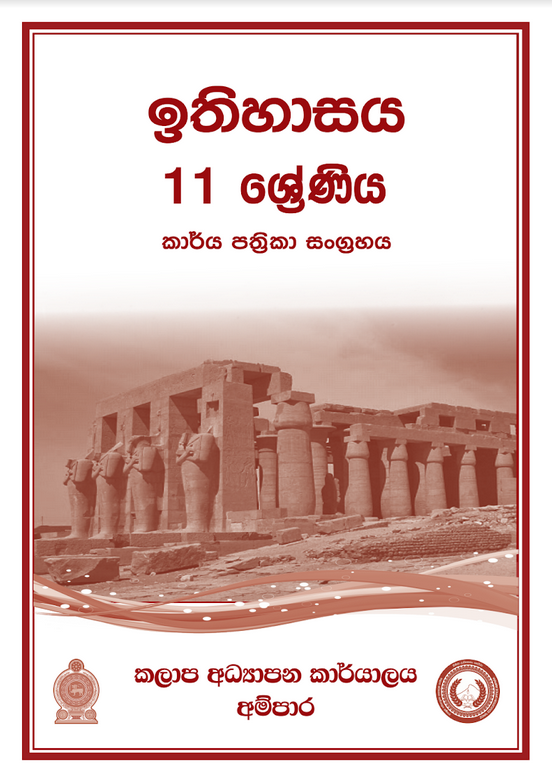 ඉතිහාසය
11 ශ්‍රේණිය
කාර්ය පත්‍රිකා සංග්‍රහය
කලාප අධ්‍යාපන කාර්යාලය
අම්පාර